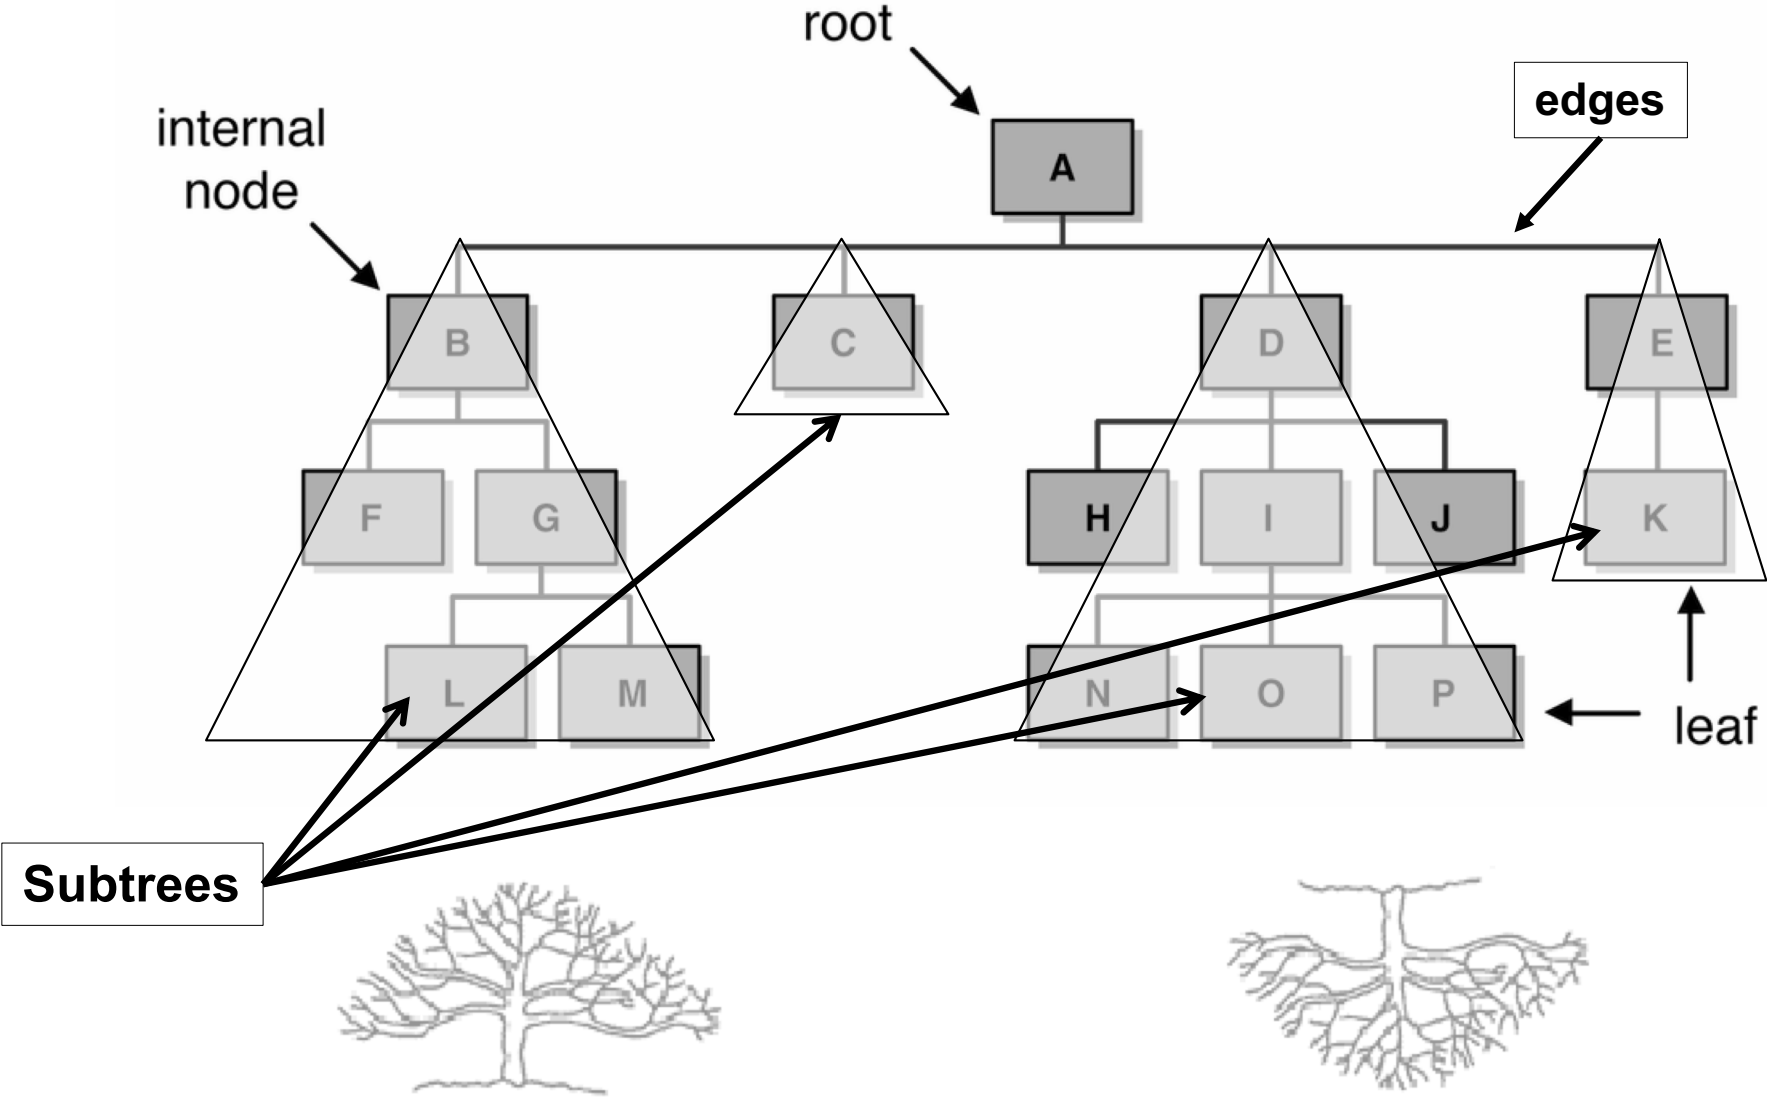 root
edges
internal
node
A
B
C
D
E
F
G
H
I
J
K
L
M
N
O
P
leaf
Subtrees